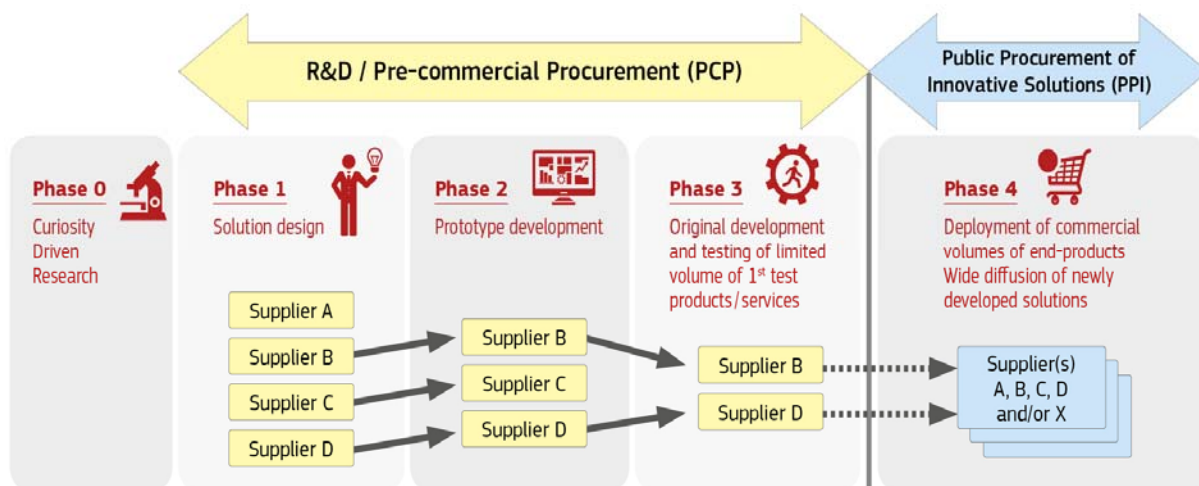 R&D / Pre-commercial Procurement (PCP)
Public Procurement of
Innovative Solutions (PPI)
Phase 0
Curiosity
Driven
Research
Phase 1
Solution design
Supplier A
Supplier B
Supplier C
Supplier D
Phase 2
Prototype development
Supplier B
Supplier C
Supplier D
Phase 3
Original development
and testing of limited
volume of 1st test
products/services
Supplier B
Supplier D
Phase 4
Deployment of commercial
volumes of end-products
Wide diffusion of newly
developed solutions
Supplier(s)
A, B, C, D
and/or X